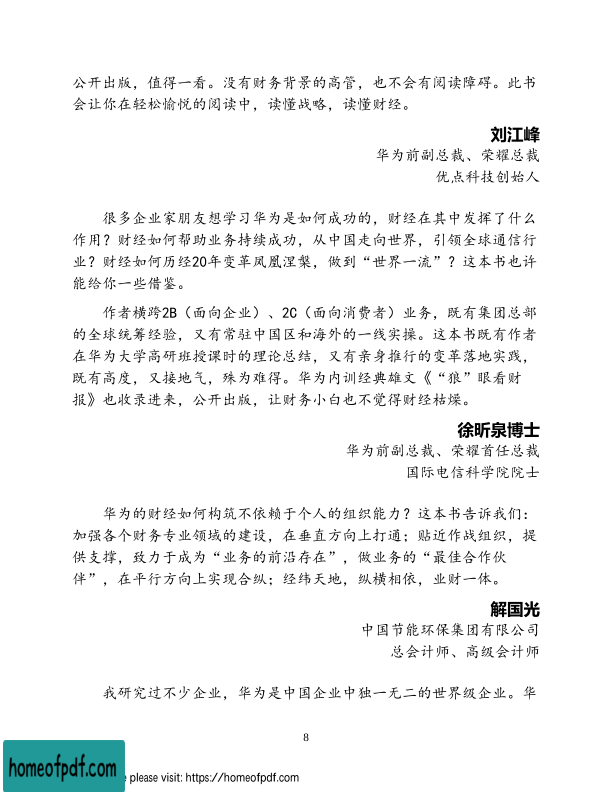 公开出版，值得一看。没有财务背景的高管，也不会有阅读障碍。此书
会让你在轻松愉悦的阅读中，读懂战略，读懂财经。
刘江峰
华为前副总裁、荣耀总裁
优点科技创始人
很多企业家朋友想学习华为是如何成功的，财经在其中发挥了什么
作用？财经如何帮助业务持续成功，从中国走向世界，引领全球通信行
业？财经如何历经20年变革凤凰涅槃，做到“世界一流”？这本书也许
能给你一些借鉴。
作者横跨2B（面向企业）、2C（面向消费者）业务，既有集团总部
的全球统筹经验，又有常驻中国区和海外的一线实操。这本书既有作者
在华为大学高研班授课时的理论总结，又有亲身推行的变革落地实践，
既有高度，又接地气，殊为难得。华为内训经典雄文《“狼”眼看财
报》也收录进来，公开出版，让财务小白也不觉得财经枯燥。
徐昕泉博士
华为前副总裁、荣耀首任总裁
国际电信科学院院士
华为的财经如何构筑不依赖于个人的组织能力？这本书告诉我们：
加强各个财务专业领域的建设，在垂直方向上打通；贴近作战组织，提
供支撑，致力于成为“业务的前沿存在”，做业务的“最佳合作伙
伴”，在平行方向上实现合纵；经纬天地，纵横相依，业财一体。
解国光
中国节能环保集团有限公司
总会计师、高级会计师
我研究过不少企业，华为是中国企业中独一无二的世界级企业。华
8
homeofpdf.com
e please visit: https://homeofpdf.com